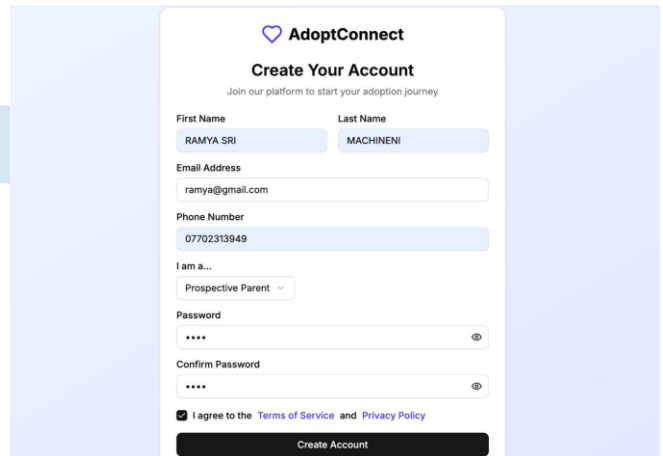 AdoptConnect
Create Your Account
Join our platform to start your adoption journey
First Name Last Name
RAMYA SRI MACHINENI
Email Address
ramya@gmail.com
Phone Number
07702313949
I am a...
Prospective Parent
Password
••••
Confirm Password
••••
I agree to the Terms of Service and Privacy Policy
Create Account